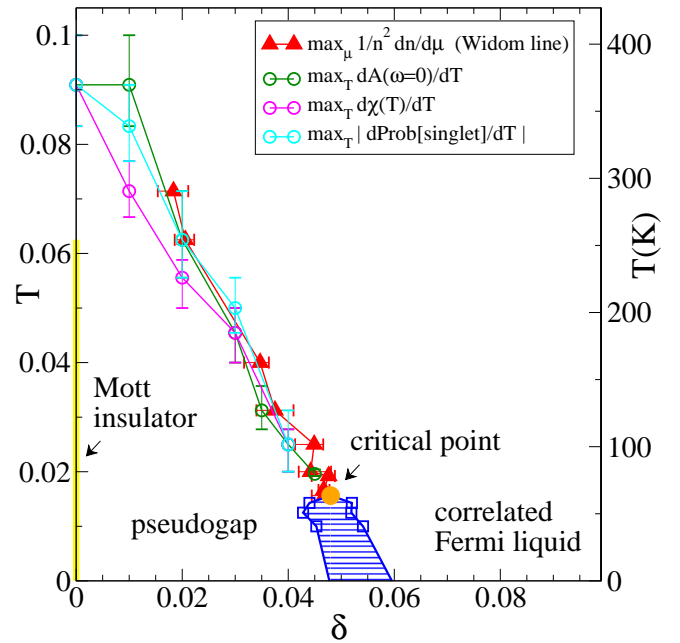 0.1
0.08
0.06
0.04
0.02
0
T
400
300
200
100
0
T(K)
max_μ 1/n² dn/dμ (Widom line)
max_T dA(ω=0)/dT
max_T dχ(T)/dT
max_T | dProb[singlet]/dT |
Mott
insulator
critical point
pseudogap
correlated
Fermi liquid
0 0.02 0.04 0.06 0.08
δ